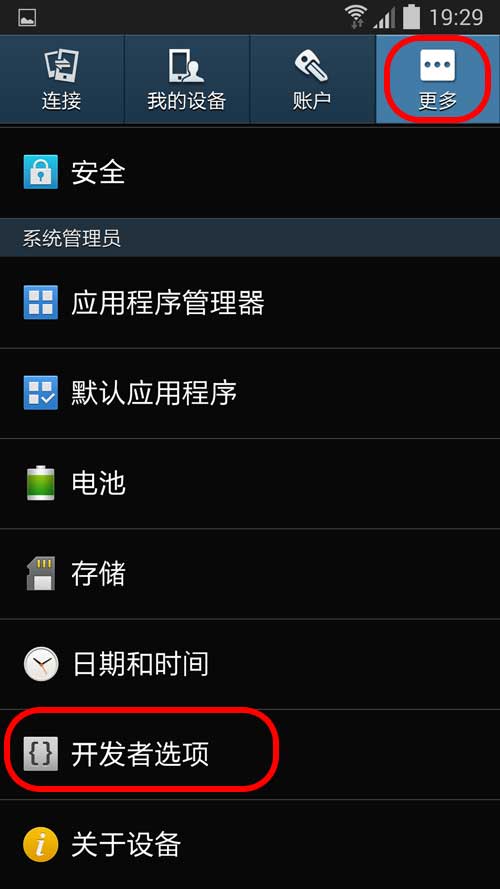 19:29
连接
我的设备
账户
更多
安全
系统管理员
应用程序管理器
默认应用程序
电池
存储
日期和时间
{} 开发者选项
i 关于设备